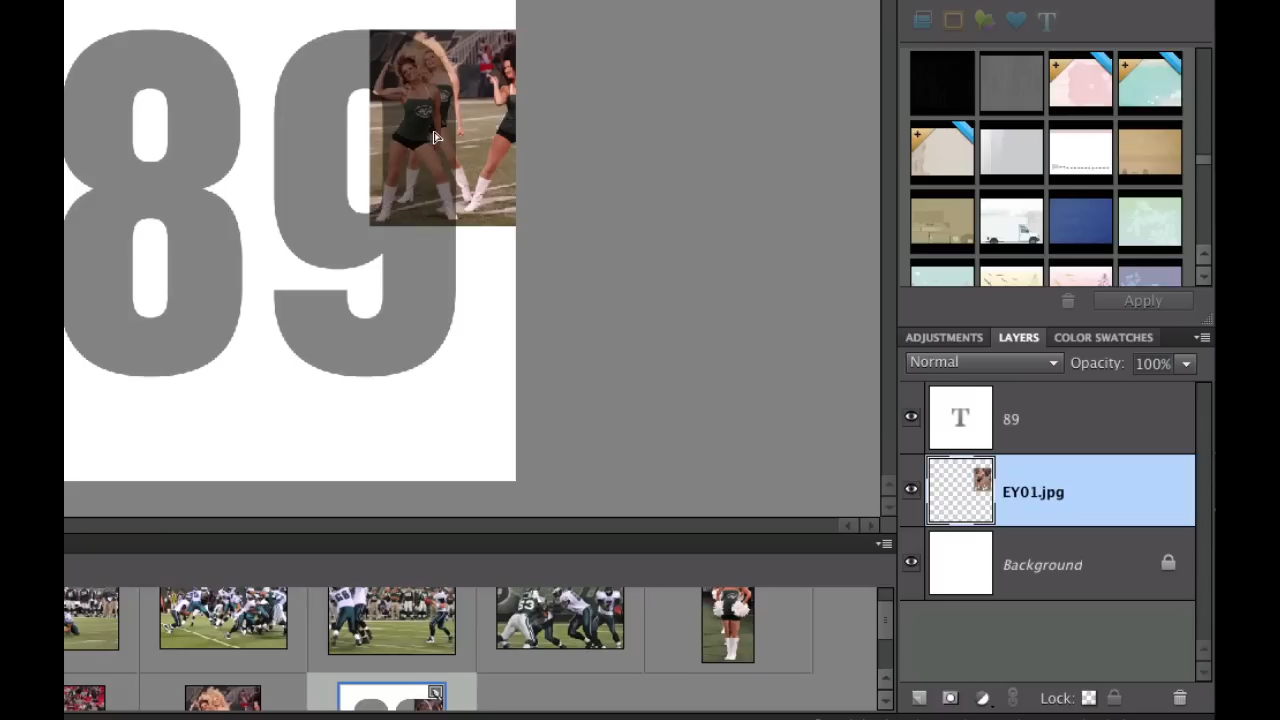 89
T
Apply
ADJUSTMENTS LAYERS COLOR SWATCHES
Normal Opacity: 100%
T 89
EY01.jpg
Background
Lock: